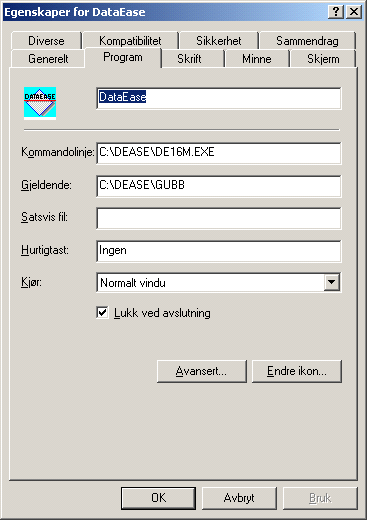 Egenskaper for DataEase
Diverse Kompatibilitet Sikkerhet Sammendrag
Generelt Program Skrift Minne Skjerm
DATAEASE DataEase
Kommandolinje: C:\DEASE\DE16M.EXE
Gjeldende: C:\DEASE\GUBB
Satsvis fil:
Hurtigtast: Ingen
Kjør: Normalt vindu
Lukk ved avslutning
Avansert... Endre ikon...
OK Avbryt Bruk